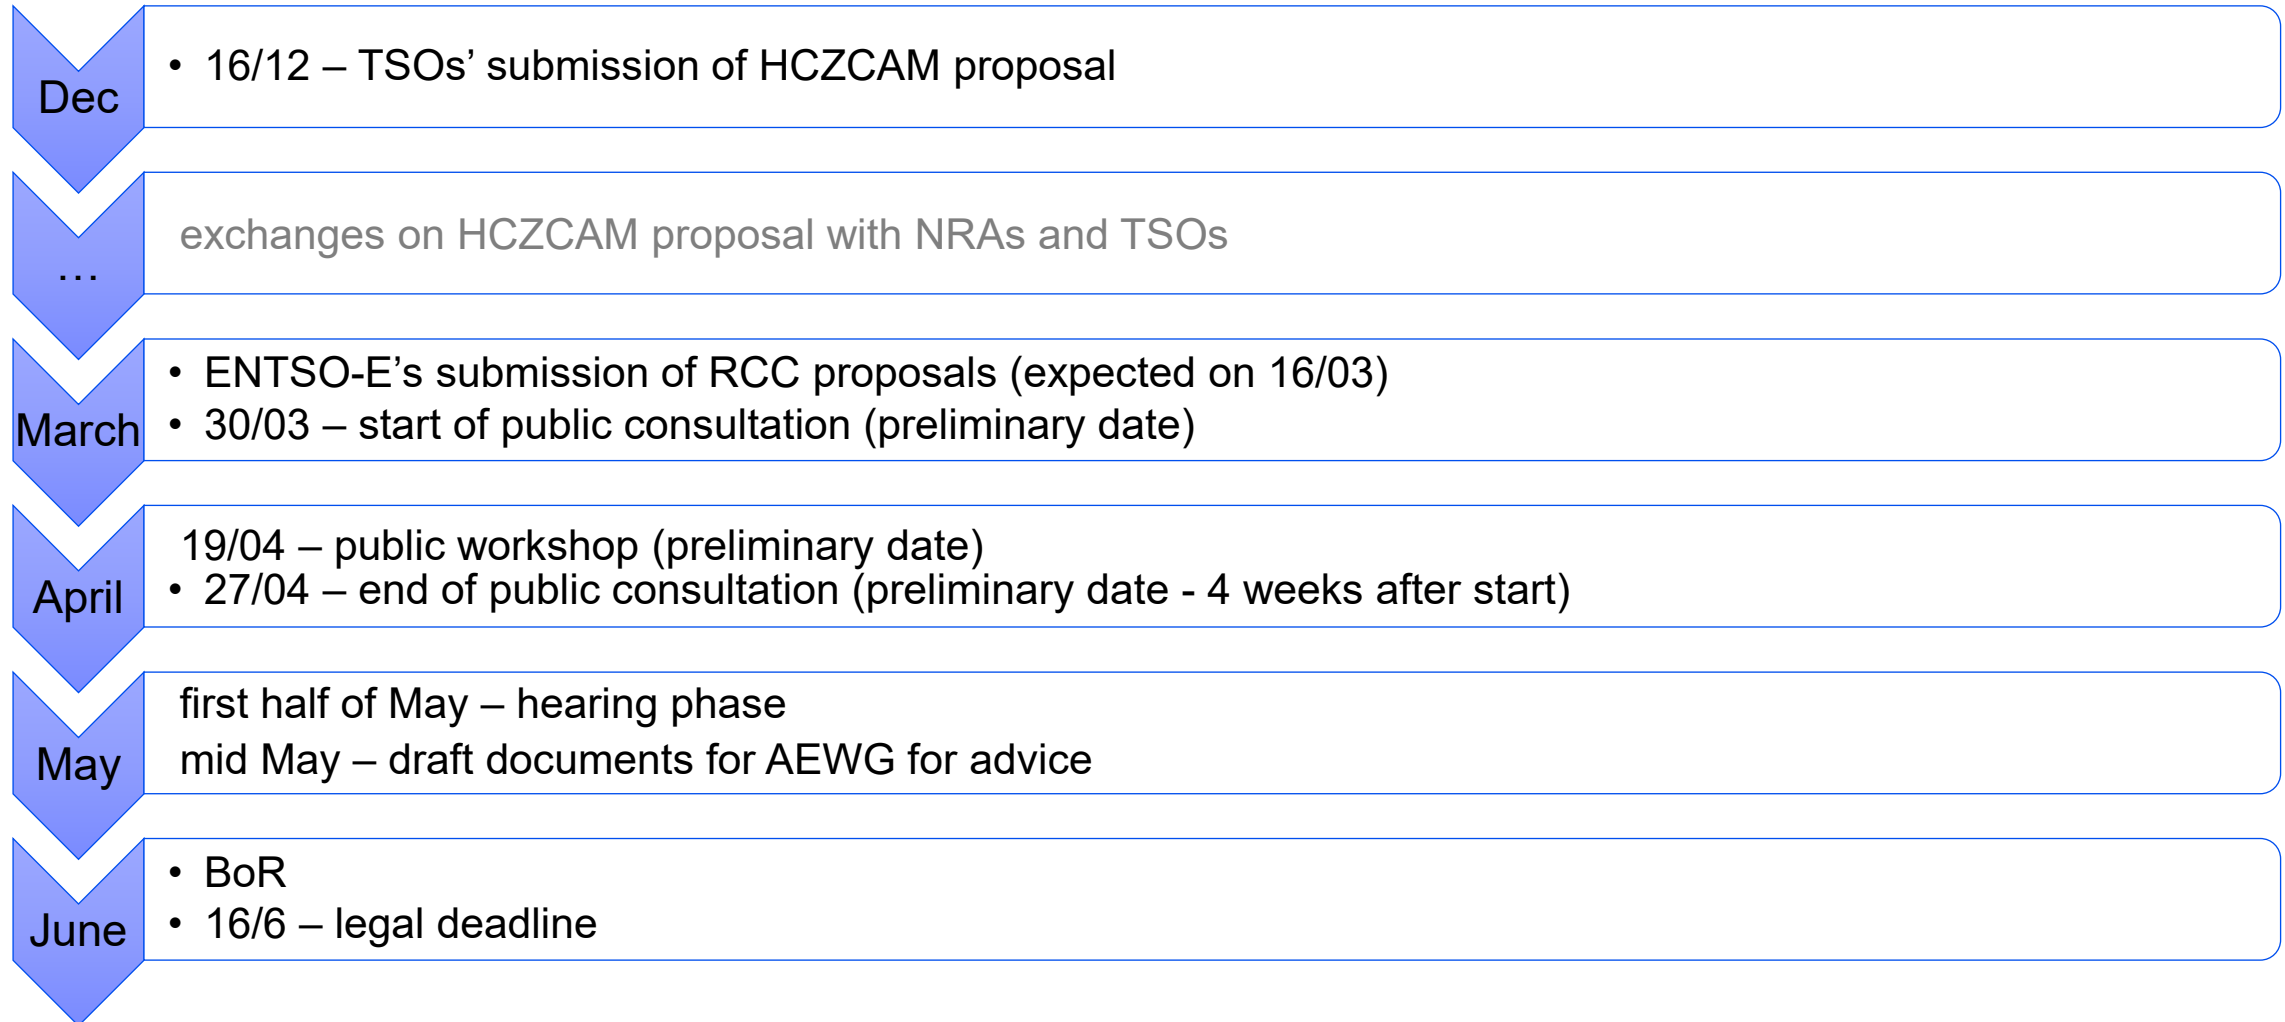 Dec
• 16/12 – TSOs’ submission of HCZCAM proposal
…
exchanges on HCZCAM proposal with NRAs and TSOs
March
• ENTSO-E’s submission of RCC proposals (expected on 16/03)
• 30/03 – start of public consultation (preliminary date)
April
19/04 – public workshop (preliminary date)
• 27/04 – end of public consultation (preliminary date - 4 weeks after start)
May
first half of May – hearing phase
mid May – draft documents for AEWG for advice
June
• BoR
• 16/6 – legal deadline